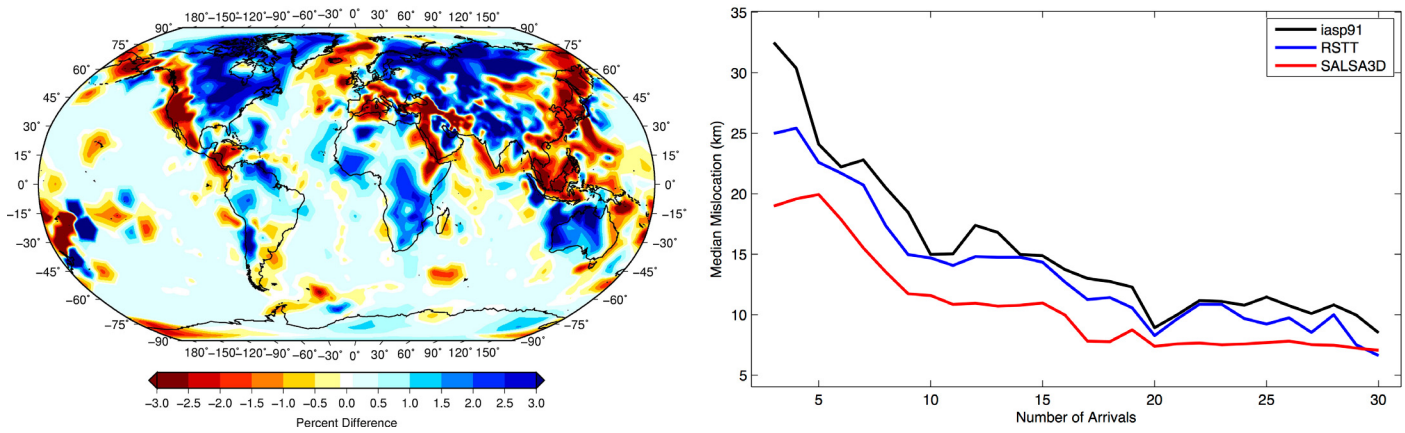 180° −150° −120° −90° −60° −30° 0° 30° 60° 90° 120° 150° 180°
90° 90°
75° 75°
60° 60°
45° 45°
30° 30°
15° 15°
0° 0°
−15° −15°
−30° −30°
−45° −45°
−60° −60°
−75° −75°
−90° −90°
180° −150° −120° −90° −60° −30° 0° 30° 60° 90° 120° 150° 180°
−3.0 −2.5 −2.0 −1.5 −1.0 −0.5 0.0 0.5 1.0 1.5 2.0 2.5 3.0
Percent Difference
35
30
25
20
15
10
5
Median Mislocation (km)
iasp91
RSTT
SALSA3D
5 10 15 20 25 30
Number of Arrivals